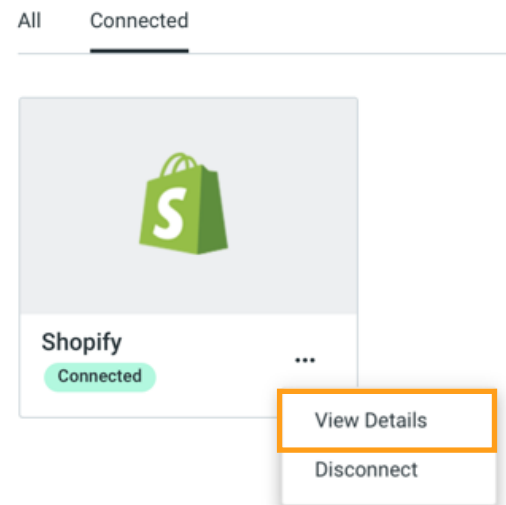 All Connected
S
Shopify
Connected
View Details
Disconnect